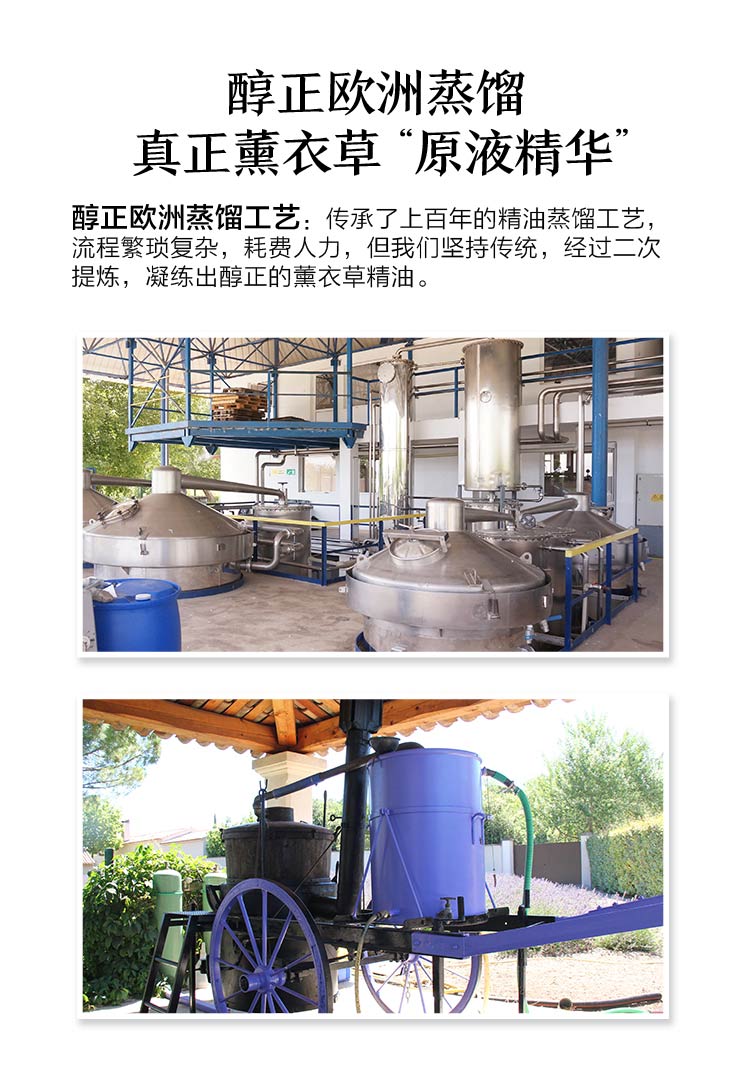 醇正欧洲蒸馏
真正薰衣草“原液精华”
醇正欧洲蒸馏工艺：传承了上百年的精油蒸馏工艺，
流程繁琐复杂，耗费人力，但我们坚持传统，经过二次
提炼，凝练出醇正的薰衣草精油。